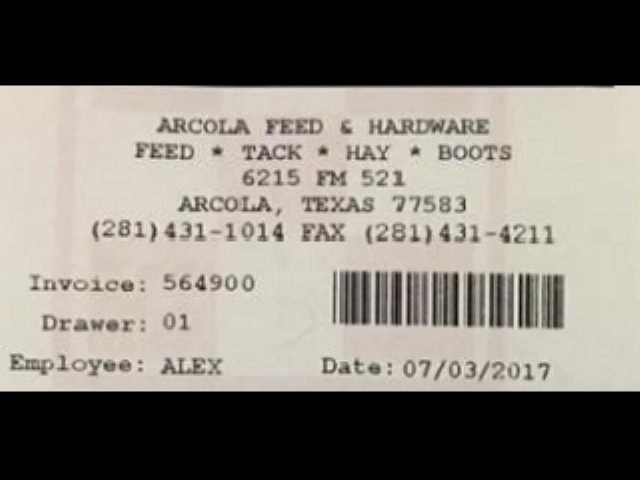 ARCOLA FEED & HARDWARE
FEED * TACK * HAY * BOOTS
6215 FM 521
ARCOLA, TEXAS 77583
(281)431-1014 FAX (281)431-4211
Invoice: 564900
Drawer: 01
Employee: ALEX Date: 07/03/2017